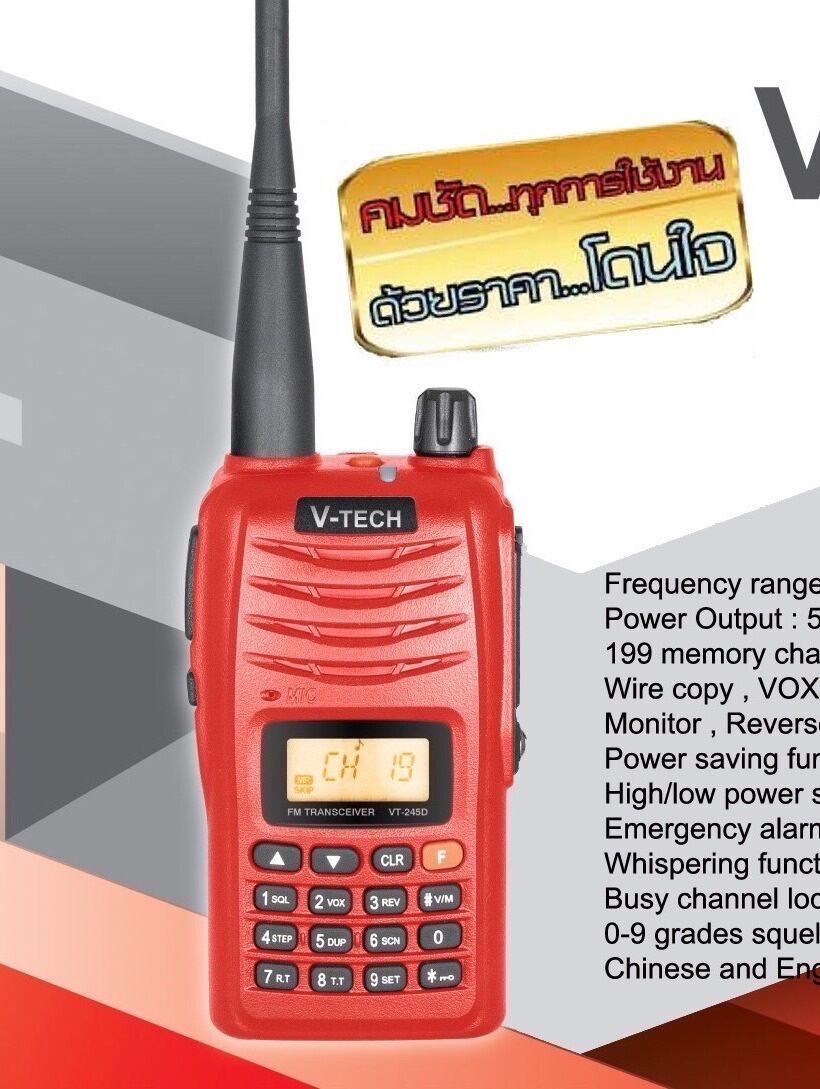 V
คมชัด...ทุกการใช้งาน
ด้วยราคา...โดนใจ
V-TECH
MIC
♪
CH 19
MR
SKIP
FM TRANSCEIVER VT-245D
▲ ▼ CLR F
1 SQL 2 VOX 3 REV # V/M
4 STEP 5 DUP 6 SCN 0
7 R.T 8 T.T 9 SET *
Frequency range
Power Output : 5
199 memory cha
Wire copy , VOX
Monitor , Reverse
Power saving fun
High/low power s
Emergency alarm
Whispering funct
Busy channel loc
0-9 grades squel
Chinese and Eng